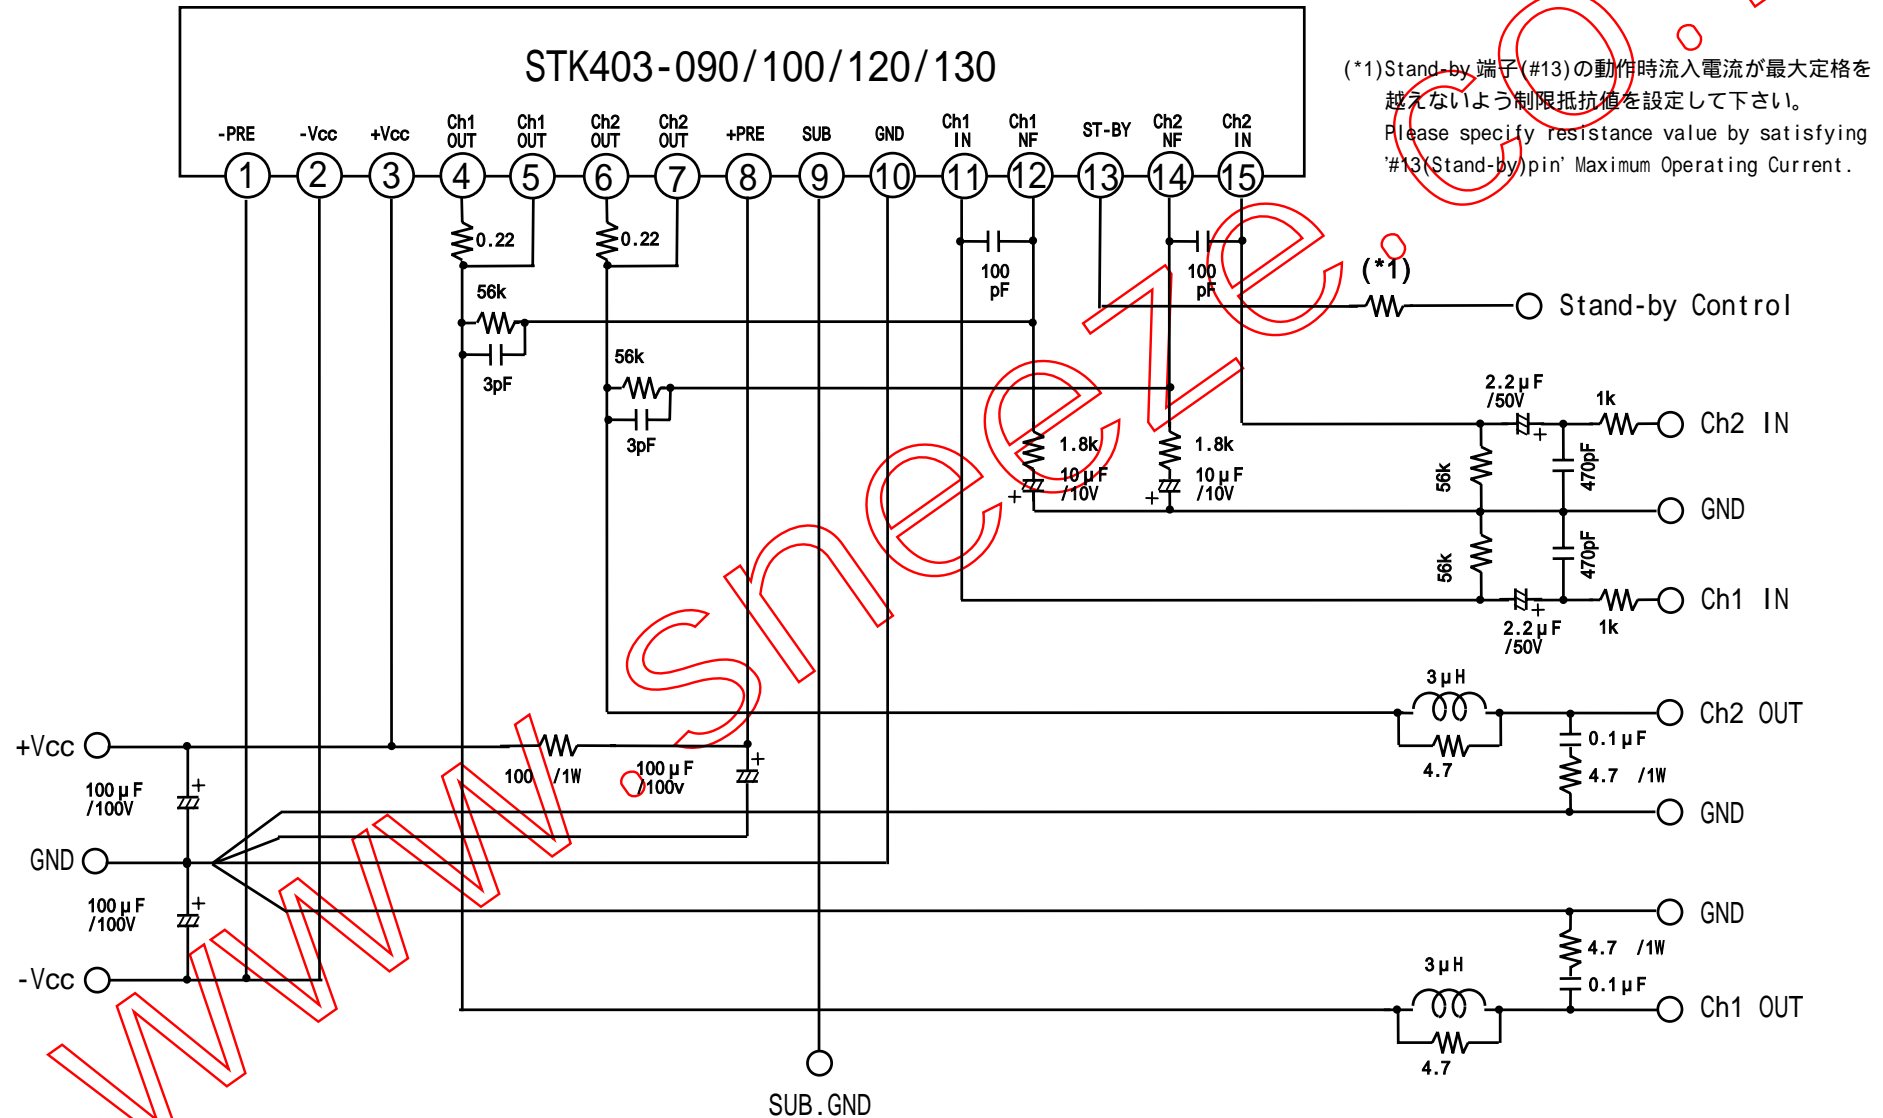 STK403-090/100/120/130
(*1)Stand-by 端子(#13)の動作時流入電流が最大定格を
越えないよう制限抵抗値を設定して下さい。
Please specify resistance value by satisfying
'#13(Stand-by)pin' Maximum Operating Current.
-PRE
-Vcc
+Vcc
Ch1
OUT
Ch1
OUT
Ch2
OUT
Ch2
OUT
+PRE
SUB
GND
Ch1
IN
Ch1
NF
ST-BY
Ch2
NF
Ch2
IN
1
2
3
4
5
6
7
8
9
10
11
12
13
14
15
0.22
0.22
100
pF
100
pF
(*1)
Stand-by Control
56k
3pF
56k
3pF
2.2μF
/50V
1k
Ch2 IN
1.8k
10μF
/10V
+
1.8k
10μF
/10V
+
+
56k
470pF
GND
56k
470pF
+
Ch1 IN
2.2μF
/50V
1k
3μH
Ch2 OUT
4.7
0.1μF
4.7 /1W
GND
+Vcc
100 /1W
100μF
/100v
+
100μF
/100V
+
GND
100μF
/100V
+
-Vcc
GND
4.7 /1W
0.1μF
3μH
Ch1 OUT
4.7
SUB.GND
www.sneeze.co.